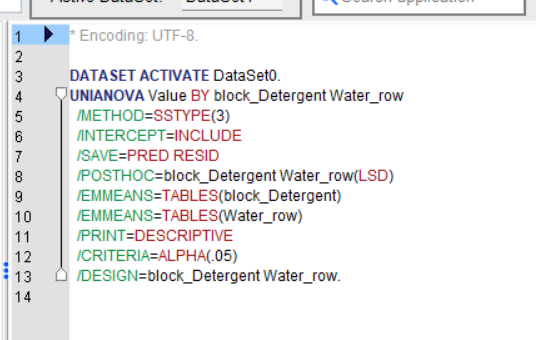 Active DataSet: DataSet1
Search application
1 * Encoding: UTF-8.
2
3 DATASET ACTIVATE DataSet0.
4 UNIANOVA Value BY block_Detergent Water_row
5 /METHOD=SSTYPE(3)
6 /INTERCEPT=INCLUDE
7 /SAVE=PRED RESID
8 /POSTHOC=block_Detergent Water_row(LSD)
9 /EMMEANS=TABLES(block_Detergent)
10 /EMMEANS=TABLES(Water_row)
11 /PRINT=DESCRIPTIVE
12 /CRITERIA=ALPHA(.05)
13 /DESIGN=block_Detergent Water_row.
14